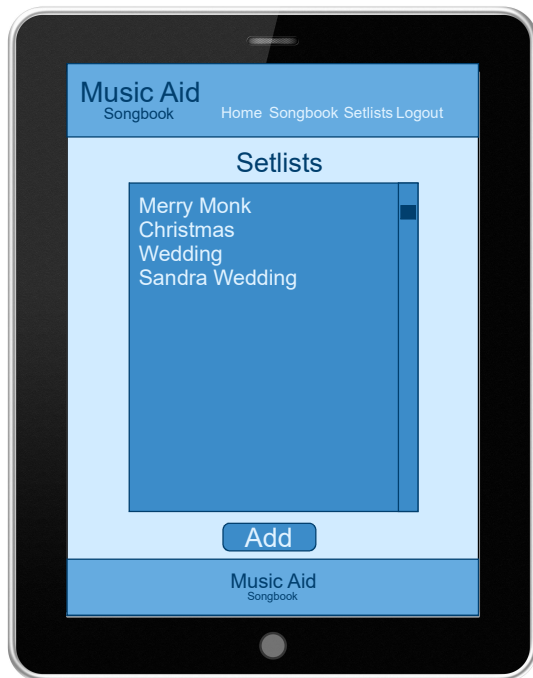 Music Aid
Songbook
Home Songbook Setlists Logout
Setlists
Merry Monk
Christmas
Wedding
Sandra Wedding
Add
Music Aid
Songbook